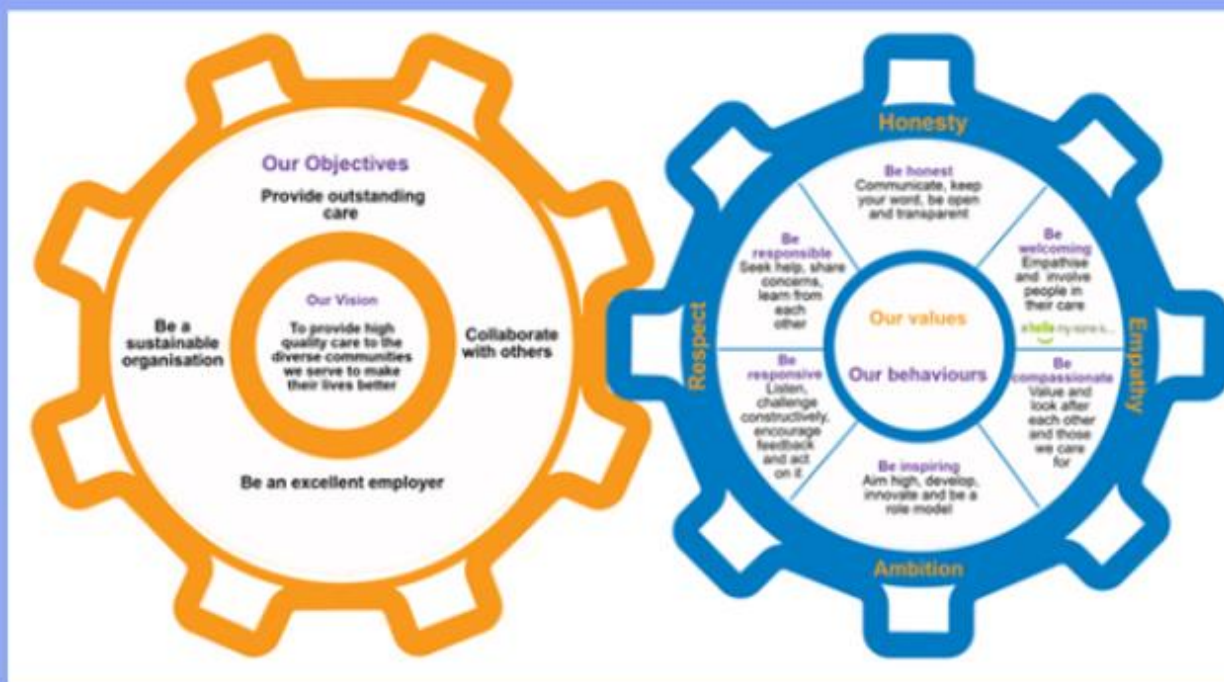 Our Objectives
Provide outstanding
care
Be a
sustainable
organisation
Our Vision
To provide high
quality care to the
diverse communities
we serve to make
their lives better
Collaborate
with others
Be an excellent employer
Honesty
Be honest
Communicate, keep
your word, be open
and transparent
Be
welcoming
Empathise
and involve
people in
their care
hello my name is...
Empathy
Be
compassionate
Value and
look after
each other
and those
we care
for
Be inspiring
Aim high, develop,
innovate and be a
role model
Ambition
Be
responsive
Listen,
challenge
constructively,
encourage
feedback
and act
on it
Respect
Be
responsible
Seek help, share
concerns,
learn from
each
other
Our values
Our behaviours